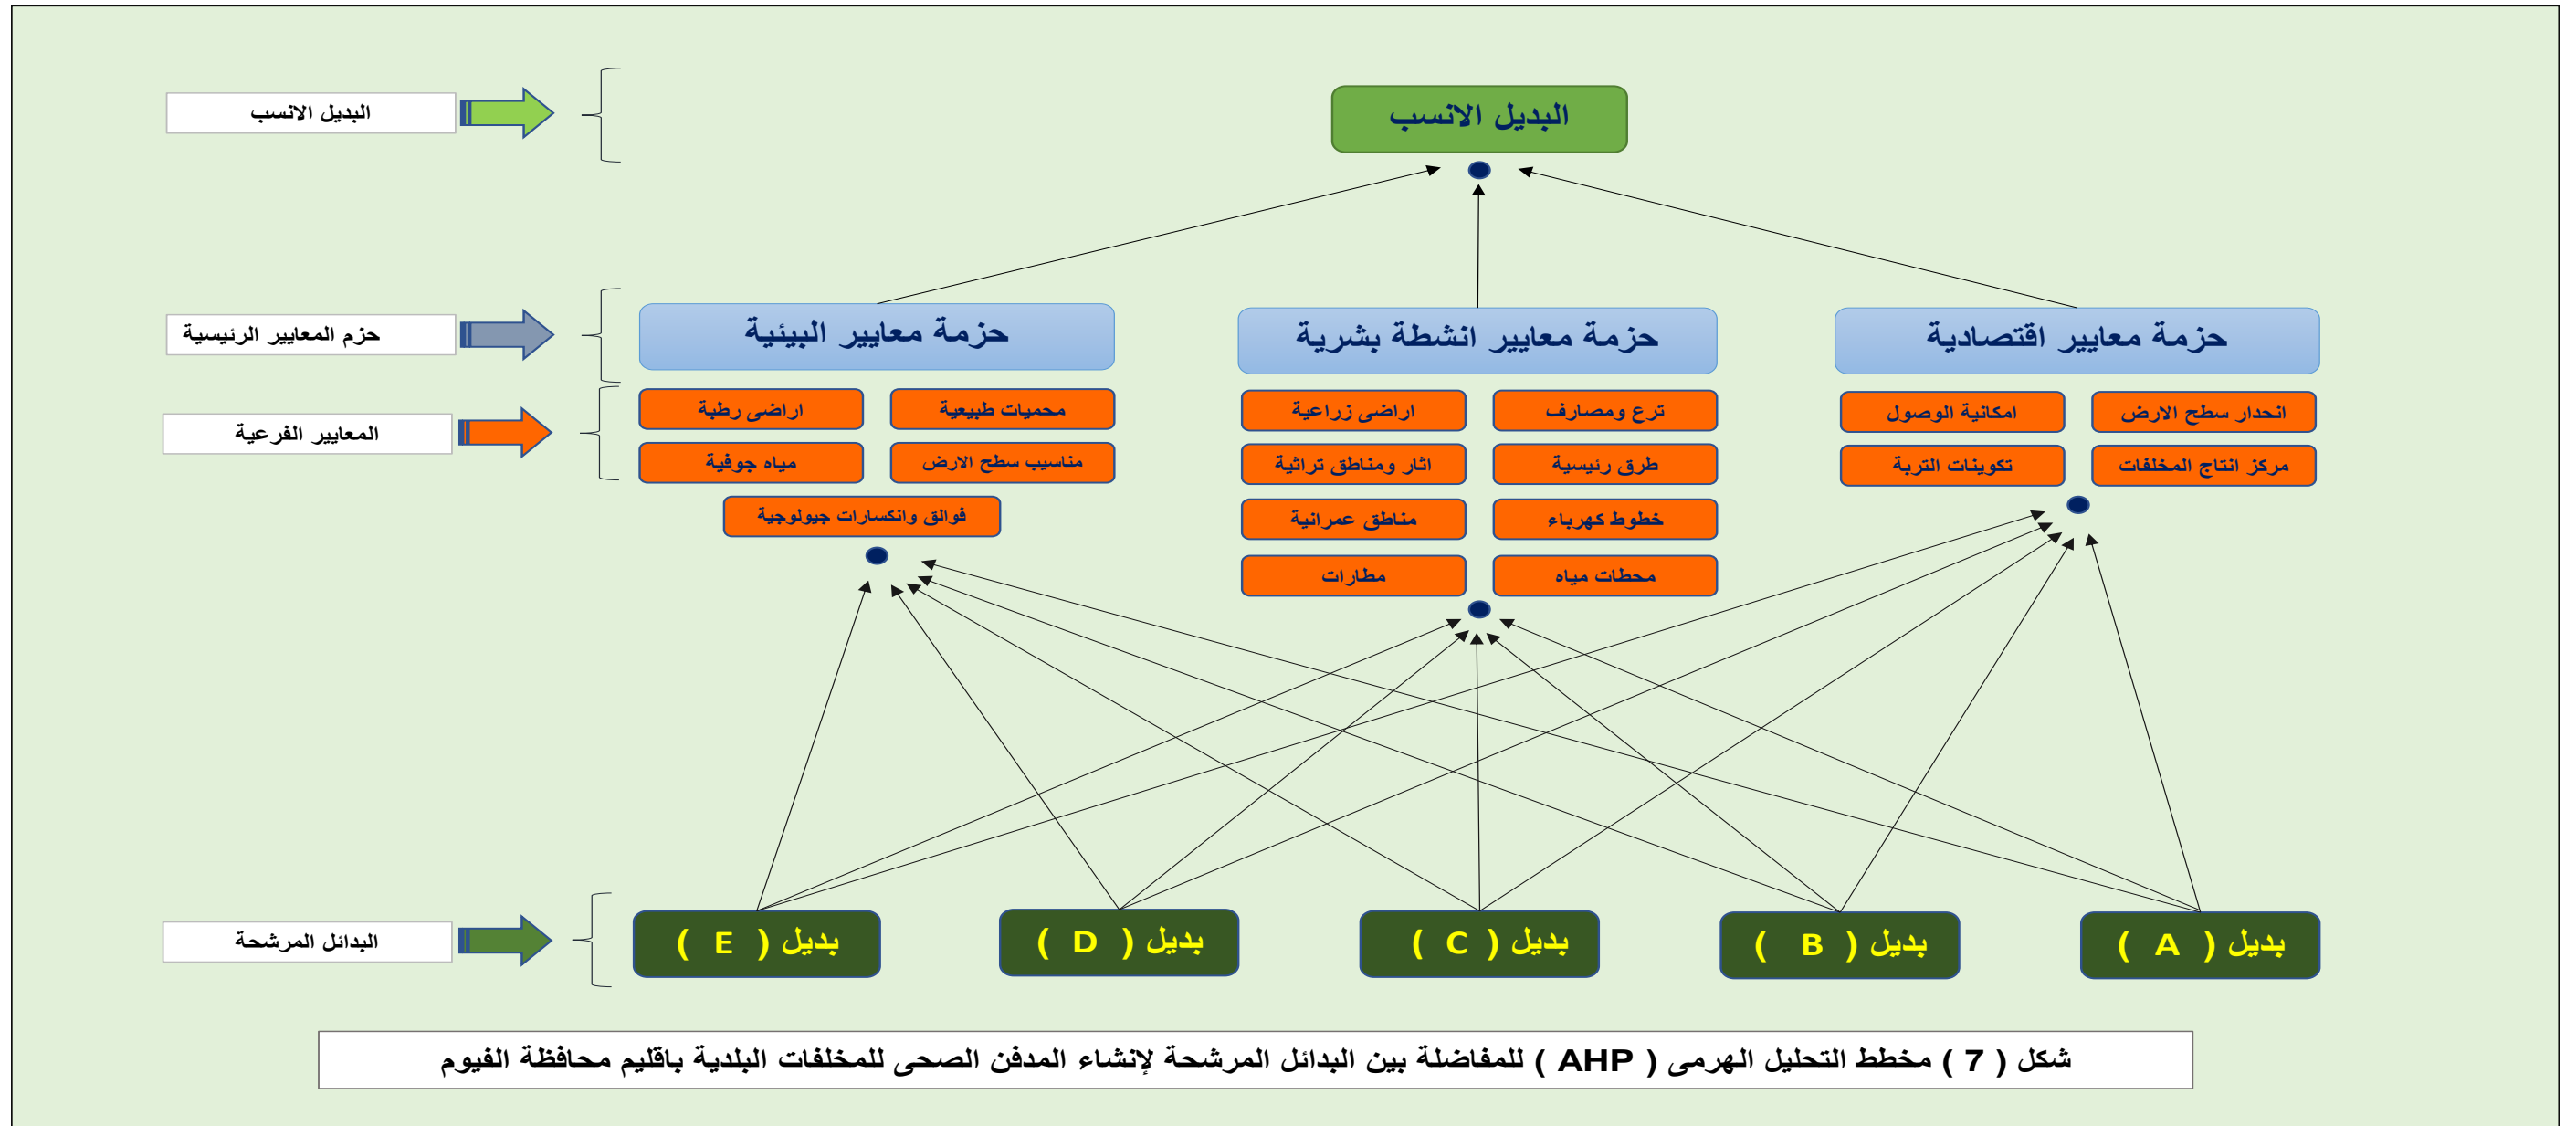 البديل الانسب
البديل الانسب
حزم المعايير الرئيسية
حزمة معايير اقتصادية
حزمة معايير انشطة بشرية
حزمة معايير البيئية
المعايير الفرعية
انحدار سطح الارض
امكانية الوصول
مركز انتاج المخلفات
تكوينات التربة
ترع ومصارف
اراضى زراعية
طرق رئيسية
اثار ومناطق تراثية
خطوط كهرباء
مناطق عمرانية
محطات مياه
مطارات
محميات طبيعية
اراضى رطبة
مناسيب سطح الارض
مياه جوفية
فوالق وانكسارات جيولوجية
البدائل المرشحة
بديل ( A )
بديل ( B )
بديل ( C )
بديل ( D )
بديل ( E )
شكل ( 7 ) مخطط التحليل الهرمى ( AHP ) للمفاضلة بين البدائل المرشحة لإنشاء المدفن الصحى للمخلفات البلدية باقليم محافظة الفيوم